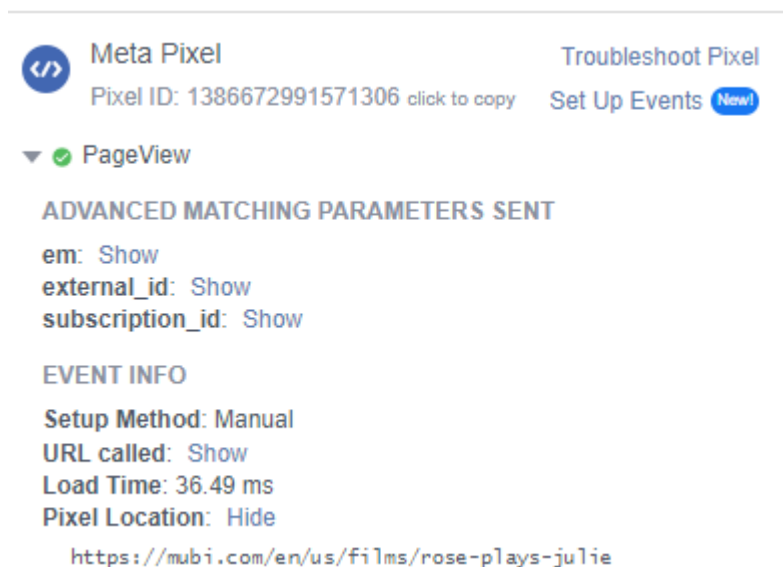 Meta Pixel
Troubleshoot Pixel
Pixel ID: 1386672991571306 click to copy
Set Up Events New!
PageView
ADVANCED MATCHING PARAMETERS SENT
em: Show
external_id: Show
subscription_id: Show
EVENT INFO
Setup Method: Manual
URL called: Show
Load Time: 36.49 ms
Pixel Location: Hide
https://mubi.com/en/us/films/rose-plays-julie